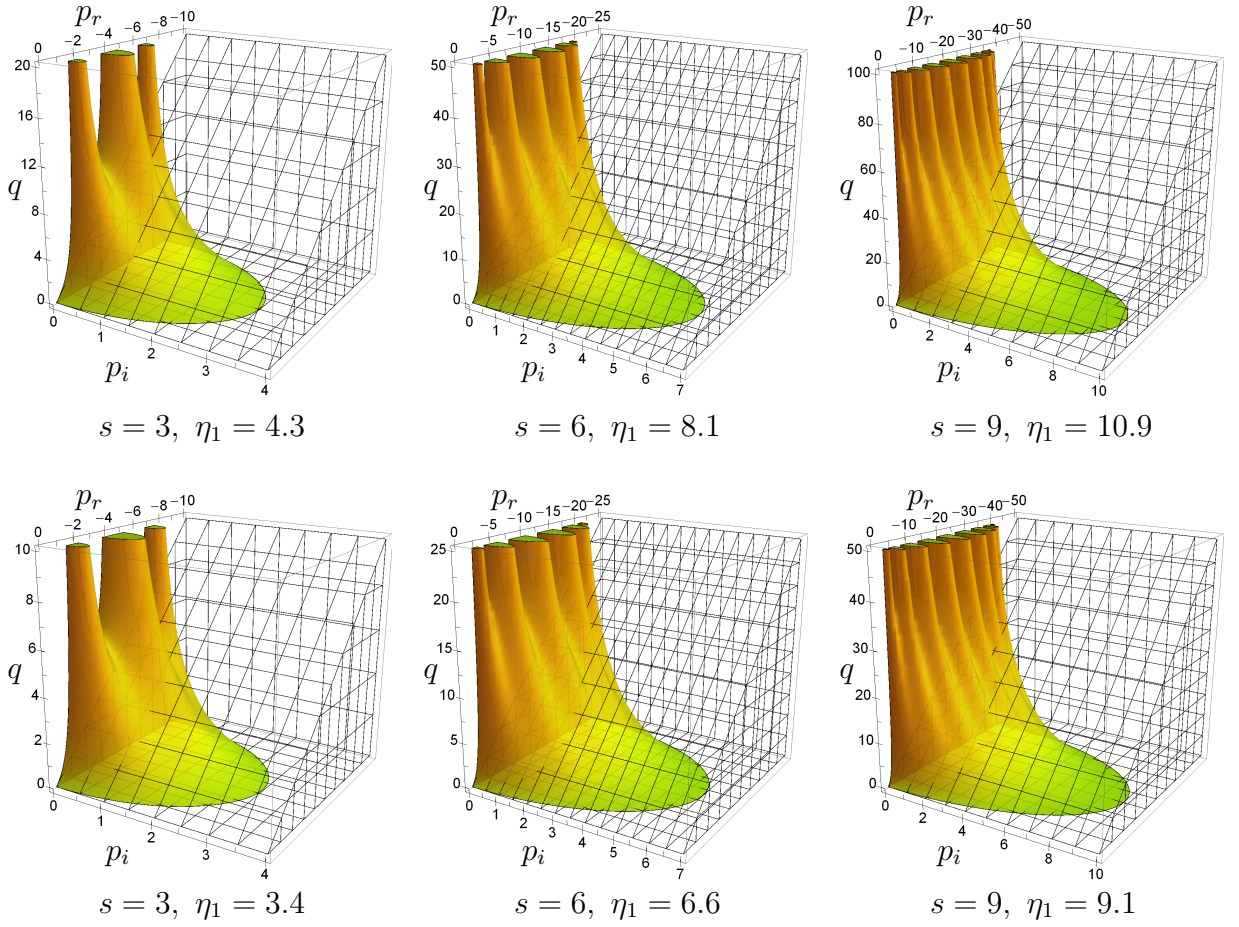 p_r
0 −2 −4 −6 −8 −10
20
16
12
8
4
0
q
0 1 2 3 4
p_i
s = 3, η₁ = 4.3
p_r
0 −5 −10 −15 −20 −25
50
40
30
20
10
0
0 1 2 3 4 5 6 7
p_i
s = 6, η₁ = 8.1
p_r
0 −10 −20 −30 −40 −50
100
80
60
40
20
0
0 2 4 6 8 10
p_i
s = 9, η₁ = 10.9
p_r
0 −2 −4 −6 −8 −10
10
8
6
4
2
0
q
0 1 2 3 4
p_i
s = 3, η₁ = 3.4
p_r
0 −5 −10 −15 −20 −25
25
20
15
10
5
0
q
0 1 2 3 4 5 6 7
p_i
s = 6, η₁ = 6.6
p_r
0 −10 −20 −30 −40 −50
50
40
30
20
10
0
q
0 2 4 6 8 10
p_i
s = 9, η₁ = 9.1